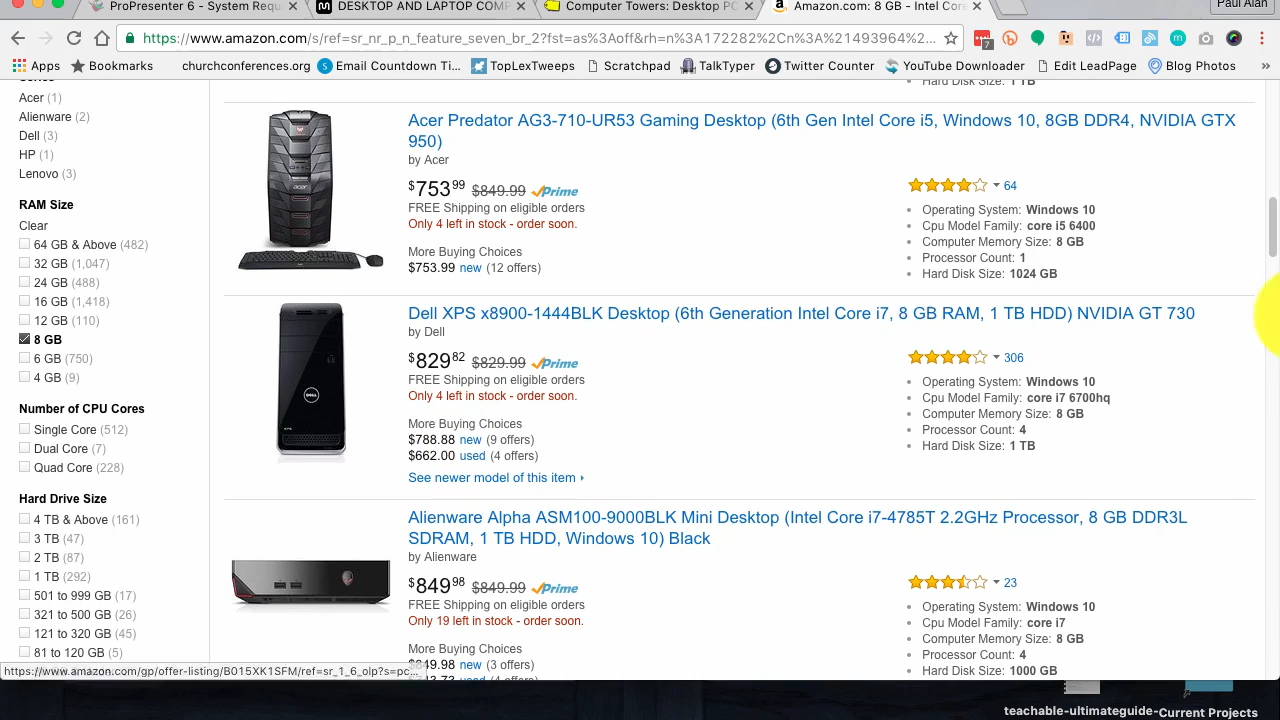 ProPresenter 6 - System Requ
DESKTOP AND LAPTOP COMP
Computer Towers: Desktop PC
Amazon.com: 8 GB - Intel Core
Paul Alan
https://www.amazon.com/s/ref=sr_nr_p_n_feature_seven_br_2?fst=as%3Aoff&rh=n%3A172282%2Cn%3A%21493964%2...
7
Apps
Bookmarks
churchconferences.org
Email Countdown Ti...
TopLexTweeps
Scratchpad
TalkTyper
Twitter Counter
YouTube Downloader
Edit LeadPage
Blog Photos
»
Series
Acer (1)
Alienware (2)
Dell (3)
HP (1)
Lenovo (3)
RAM Size
Clear
64 GB & Above (482)
32 GB (1,047)
24 GB (488)
16 GB (1,418)
12 GB (110)
8 GB
6 GB (750)
4 GB (9)
Number of CPU Cores
Single Core (512)
Dual Core (7)
Quad Core (228)
Hard Drive Size
4 TB & Above (161)
3 TB (47)
2 TB (87)
1 TB (292)
501 to 999 GB (17)
321 to 500 GB (26)
121 to 320 GB (45)
81 to 120 GB (5)
Hard Disk Size: 1 TB
Acer Predator AG3-710-UR53 Gaming Desktop (6th Gen Intel Core i5, Windows 10, 8GB DDR4, NVIDIA GTX
950)
by Acer
$753 99 $849.99 Prime
FREE Shipping on eligible orders
Only 4 left in stock - order soon.
More Buying Choices
$753.99 new (12 offers)
64
Operating System: Windows 10
Cpu Model Family: core i5 6400
Computer Memory Size: 8 GB
Processor Count: 1
Hard Disk Size: 1024 GB
Dell XPS x8900-1444BLK Desktop (6th Generation Intel Core i7, 8 GB RAM, 1 TB HDD) NVIDIA GT 730
by Dell
$829 82 $829.99 Prime
FREE Shipping on eligible orders
Only 4 left in stock - order soon.
More Buying Choices
$788.88 new (9 offers)
$662.00 used (4 offers)
See newer model of this item
306
Operating System: Windows 10
Cpu Model Family: core i7 6700hq
Computer Memory Size: 8 GB
Processor Count: 4
Hard Disk Size: 1 TB
Alienware Alpha ASM100-9000BLK Mini Desktop (Intel Core i7-4785T 2.2GHz Processor, 8 GB DDR3L
SDRAM, 1 TB HDD, Windows 10) Black
by Alienware
$849 98 $849.99 Prime
FREE Shipping on eligible orders
Only 19 left in stock - order soon.
More Buying Choices
new (3 offers)
23
Operating System: Windows 10
Cpu Model Family: core i7
Computer Memory Size: 8 GB
Processor Count: 4
Hard Disk Size: 1000 GB
https://www.amazon.com/gp/offer-listing/B015XK1SFM/ref=sr_1_6_olp?s=pc...
teachable-ultimateguide-
Current Projects